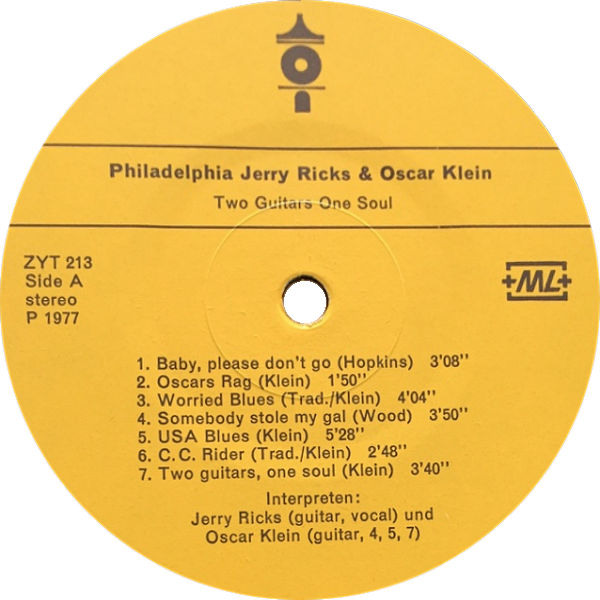 Philadelphia Jerry Ricks & Oscar Klein
Two Guitars One Soul
ZYT 213
Side A
stereo
P 1977
+ML+
1. Baby, please don't go (Hopkins) 3'08''
2. Oscars Rag (Klein) 1'50''
3. Worried Blues (Trad./Klein) 4'04''
4. Somebody stole my gal (Wood) 3'50''
5. USA Blues (Klein) 5'28''
6. C.C. Rider (Trad./Klein) 2'48''
7. Two guitars, one soul (Klein) 3'40''
Interpreten:
Jerry Ricks (guitar, vocal) und
Oscar Klein (guitar, 4, 5, 7)